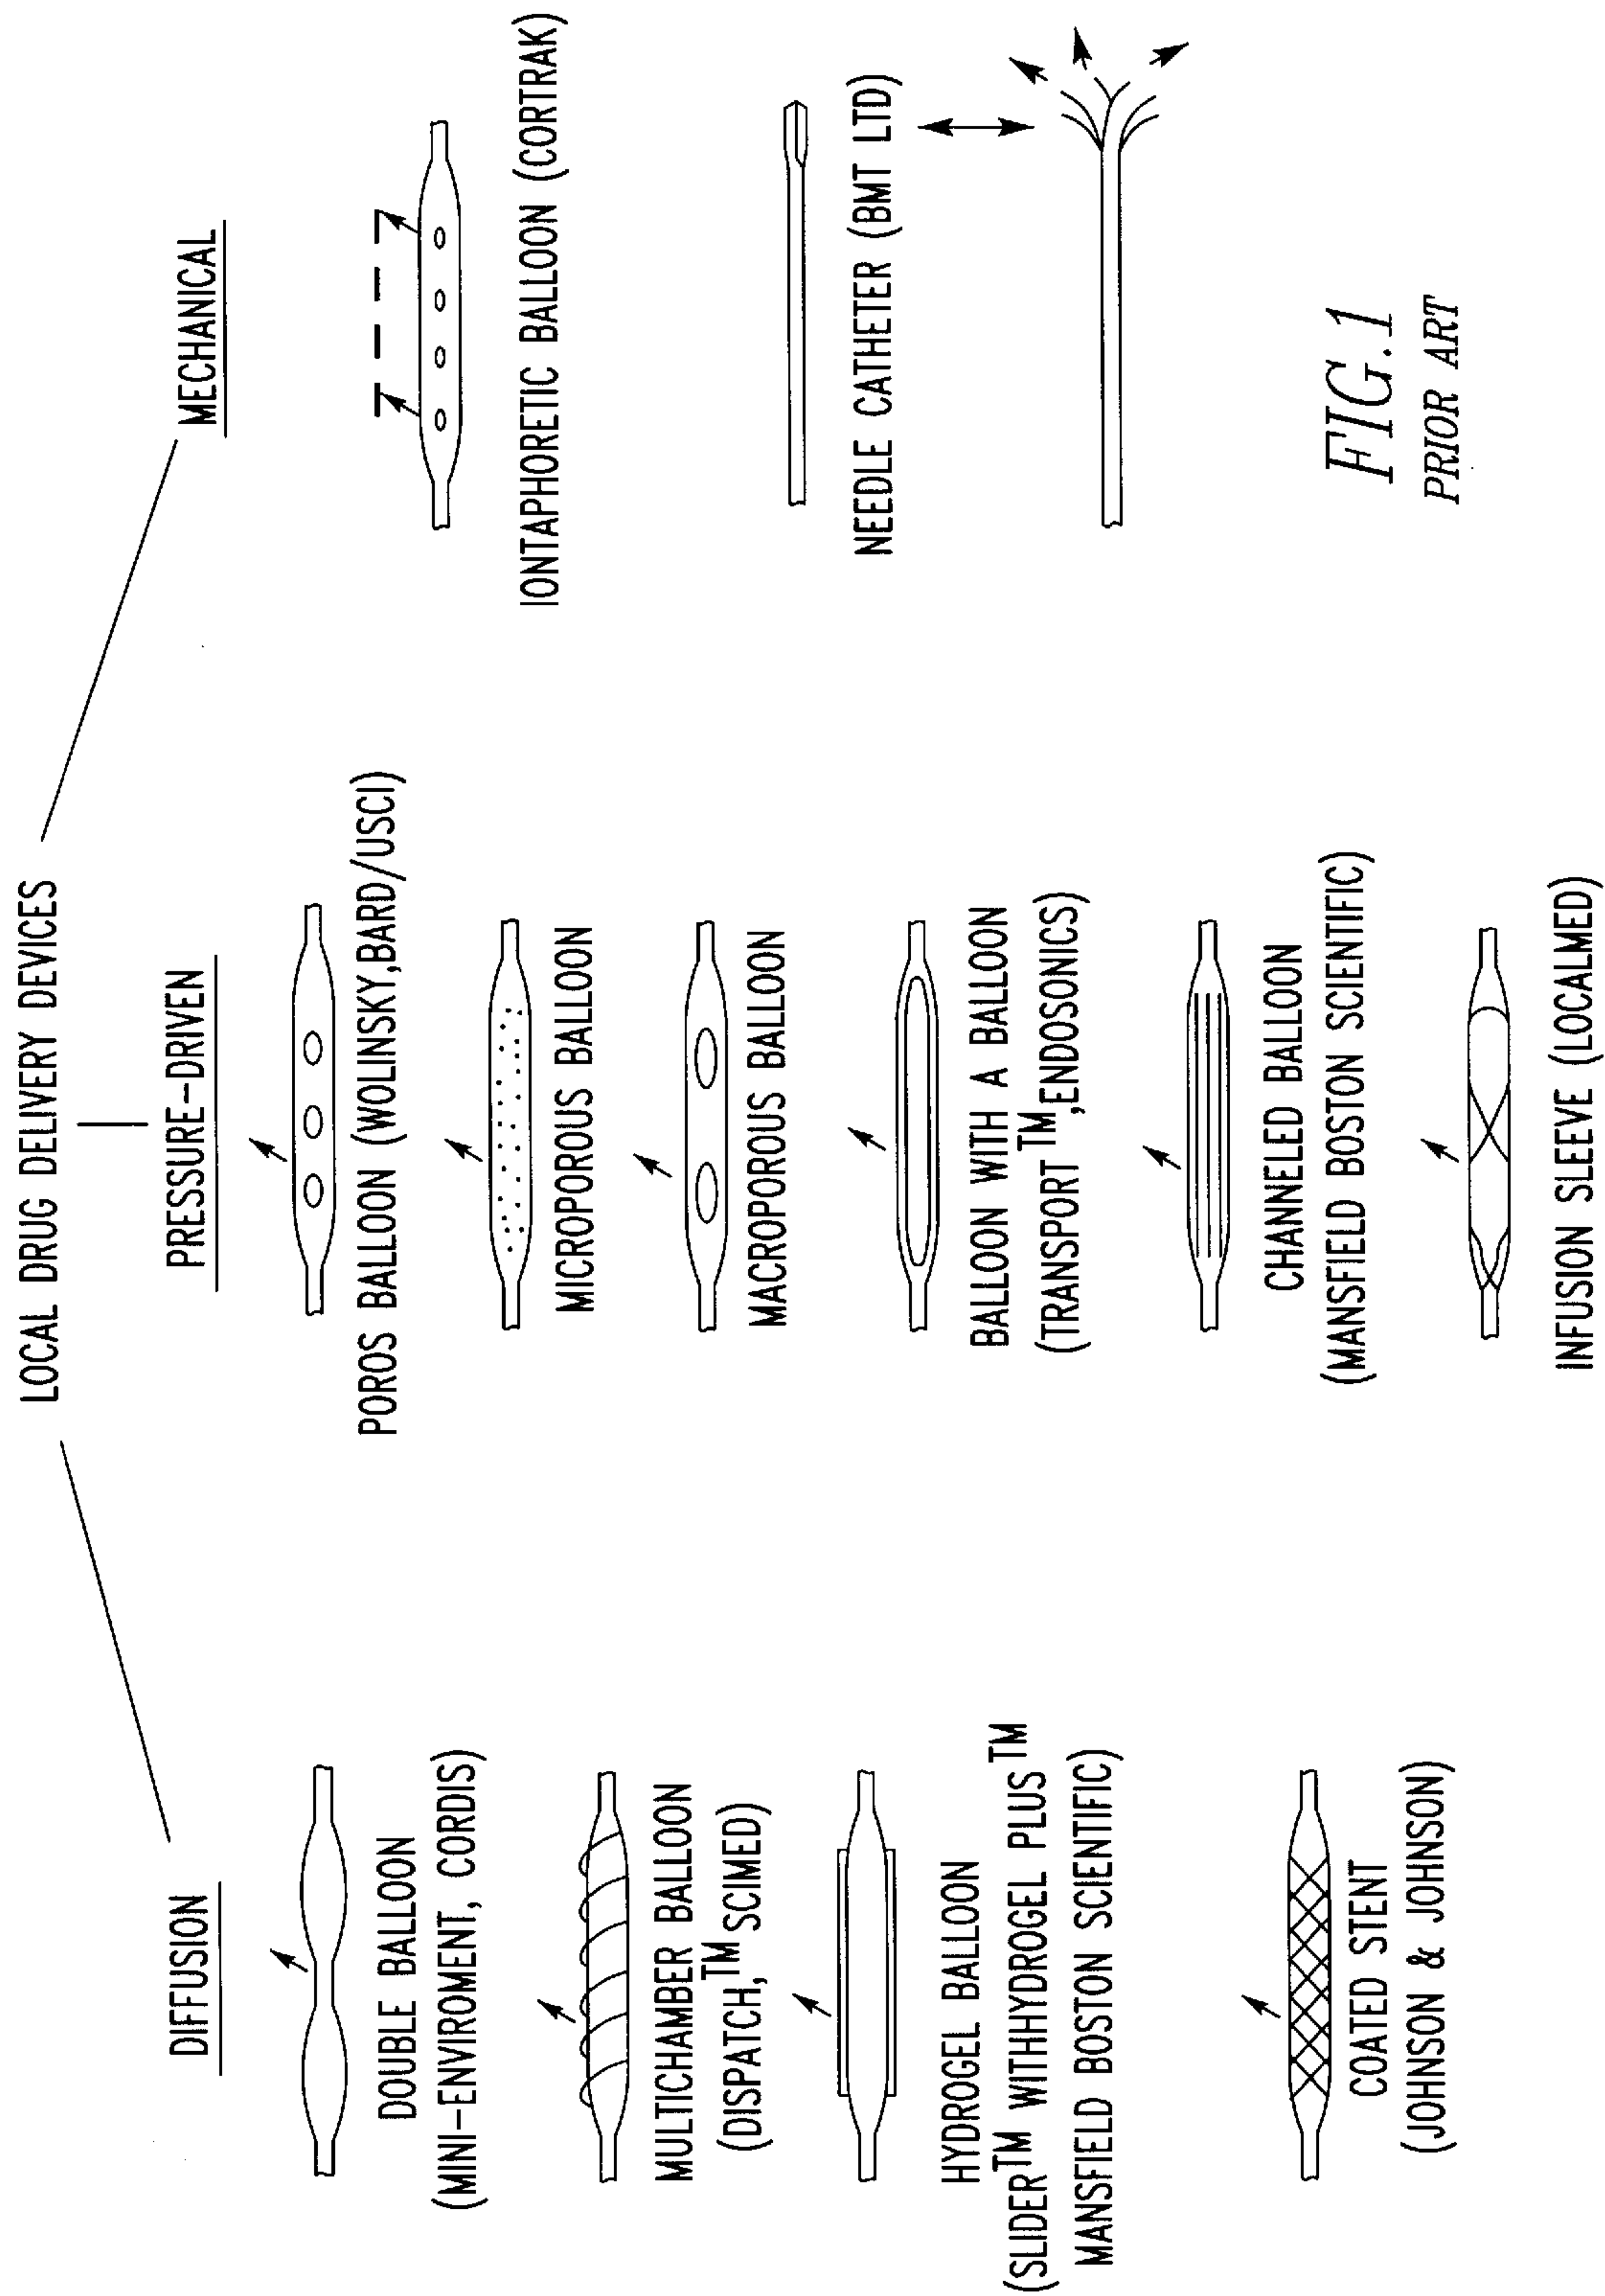 LOCAL DRUG DELIVERY DEVICES
DIFFUSION
DOUBLE BALLOON
(MINI-ENVIROMENT, CORDIS)
MULTICHAMBER BALLOON
(DISPATCH,™ SCIMED)
HYDROGEL BALLOON
(SLIDER™ WITHHYDROGEL PLUS™
MANSFIELD BOSTON SCIENTIFIC)
COATED STENT
(JOHNSON & JOHNSON)
PRESSURE-DRIVEN
POROS BALLOON (WOLINSKY,BARD/USCI)
MICROPOROUS BALLOON
MACROPOROUS BALLOON
BALLOON WITH A BALLOON
(TRANSPORT™,ENDOSONICS)
CHANNELED BALLOON
(MANSFIELD BOSTON SCIENTIFIC)
INFUSION SLEEVE (LOCALMED)
MECHANICAL
IONTAPHORETIC BALLOON (CORTRAK)
NEEDLE CATHETER (BMT LTD)
FIG.1
PRIOR ART